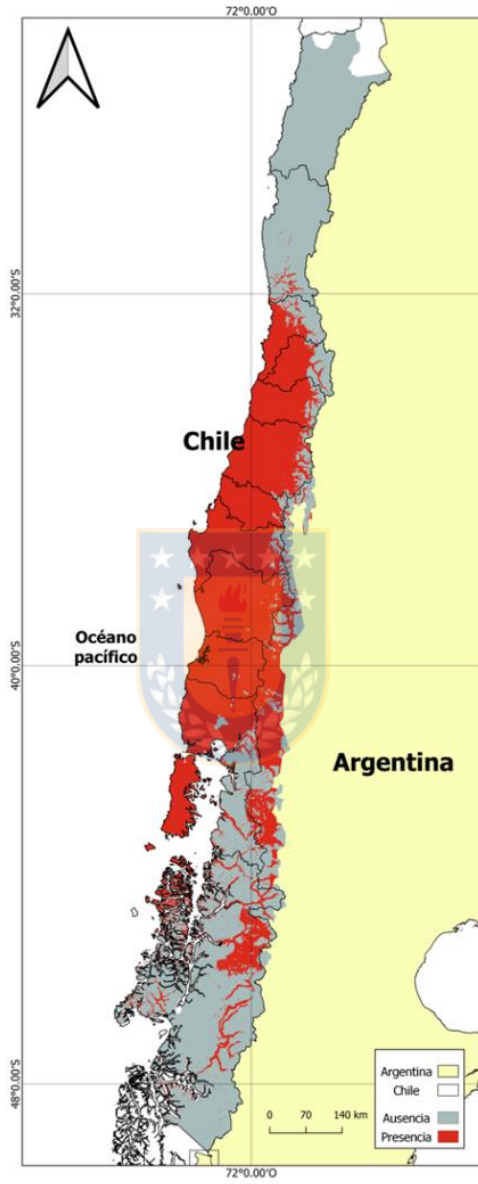 72°0.00'O
32°0.00'S
Chile
Océano
pacífico
40°0.00'S
Argentina
48°0.00'S
Argentina
Chile
Ausencia
Presencia
0 70 140 km
72°0.00'O